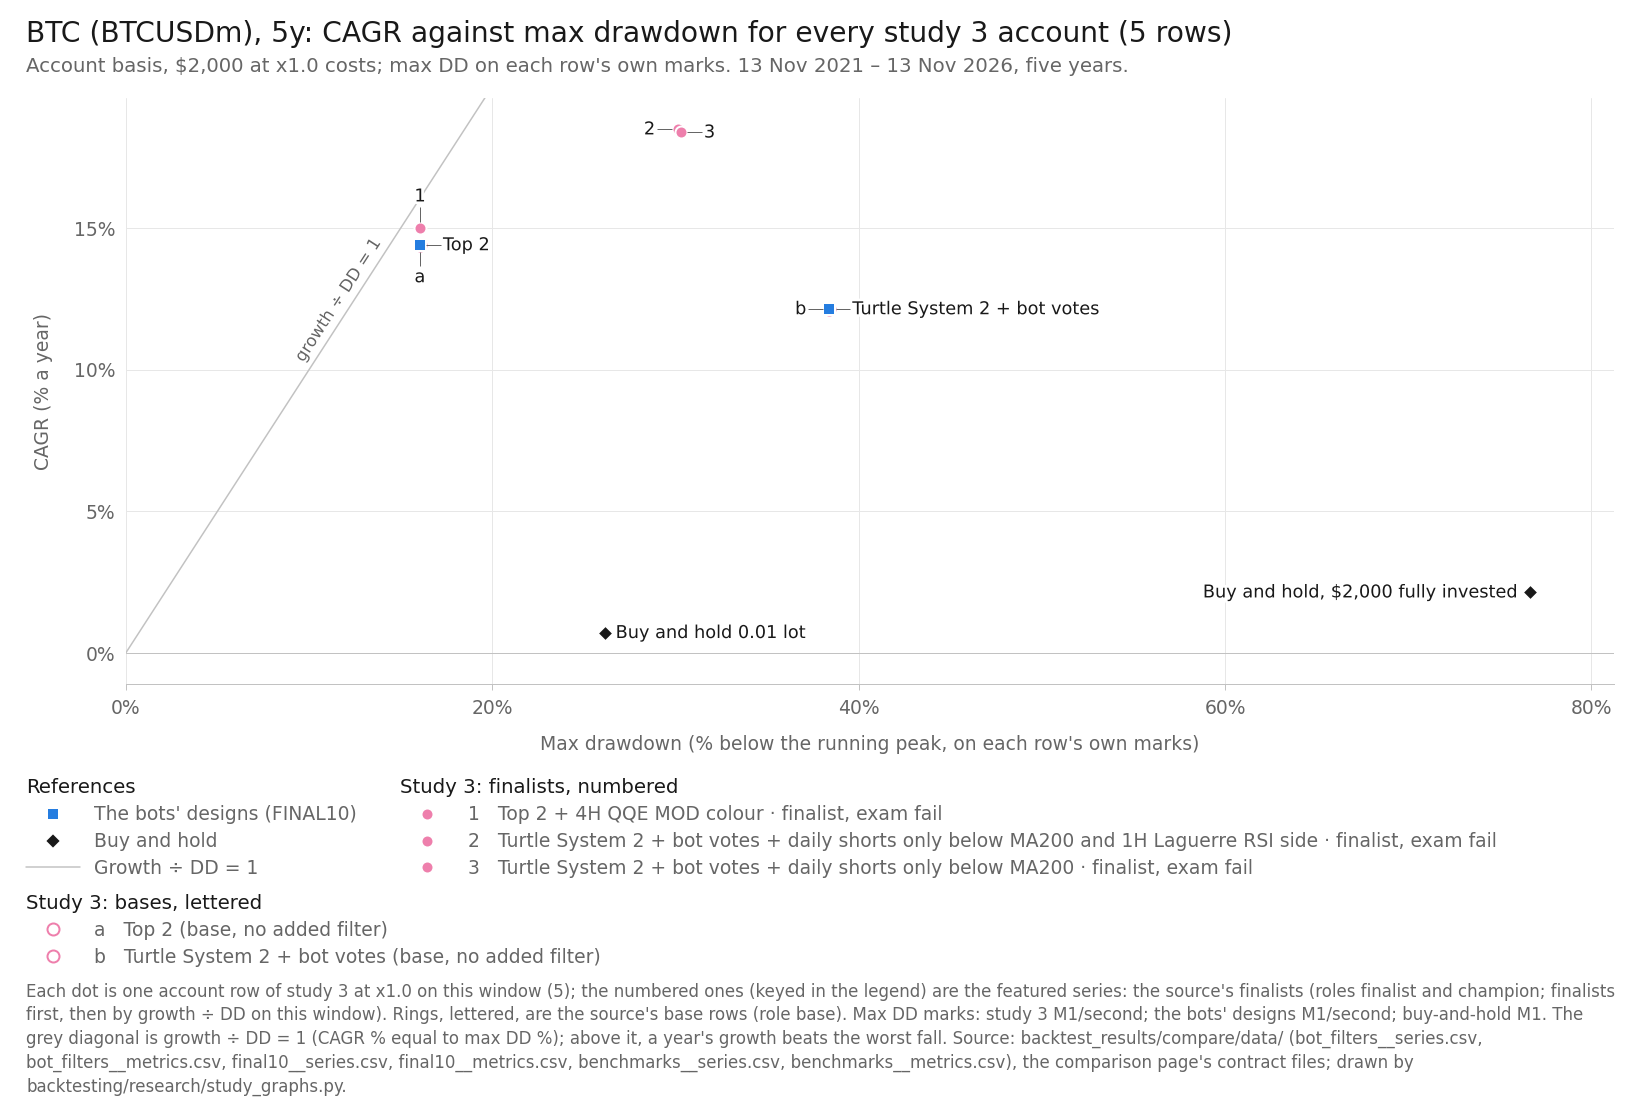 BTC (BTCUSDm), 5y: CAGR against max drawdown for every study 3 account (5 rows)
Account basis, $2,000 at x1.0 costs; max DD on each row's own marks. 13 Nov 2021 – 13 Nov 2026, five years.
2
3
1
15%
Top 2
growth ÷ DD = 1
a
b
Turtle System 2 + bot votes
CAGR (% a year)
10%
5%
Buy and hold, $2,000 fully invested
Buy and hold 0.01 lot
0%
0%
20%
40%
60%
80%
Max drawdown (% below the running peak, on each row's own marks)
References
The bots' designs (FINAL10)
Buy and hold
Growth ÷ DD = 1
Study 3: finalists, numbered
1 Top 2 + 4H QQE MOD colour · finalist, exam fail
2 Turtle System 2 + bot votes + daily shorts only below MA200 and 1H Laguerre RSI side · finalist, exam fail
3 Turtle System 2 + bot votes + daily shorts only below MA200 · finalist, exam fail
Study 3: bases, lettered
a Top 2 (base, no added filter)
b Turtle System 2 + bot votes (base, no added filter)
Each dot is one account row of study 3 at x1.0 on this window (5); the numbered ones (keyed in the legend) are the featured series: the source's finalists (roles finalist and champion; finalists
first, then by growth ÷ DD on this window). Rings, lettered, are the source's base rows (role base). Max DD marks: study 3 M1/second; the bots' designs M1/second; buy-and-hold M1. The
grey diagonal is growth ÷ DD = 1 (CAGR % equal to max DD %); above it, a year's growth beats the worst fall. Source: backtest_results/compare/data/ (bot_filters__series.csv,
bot_filters__metrics.csv, final10__series.csv, final10__metrics.csv, benchmarks__series.csv, benchmarks__metrics.csv), the comparison page's contract files; drawn by
backtesting/research/study_graphs.py.